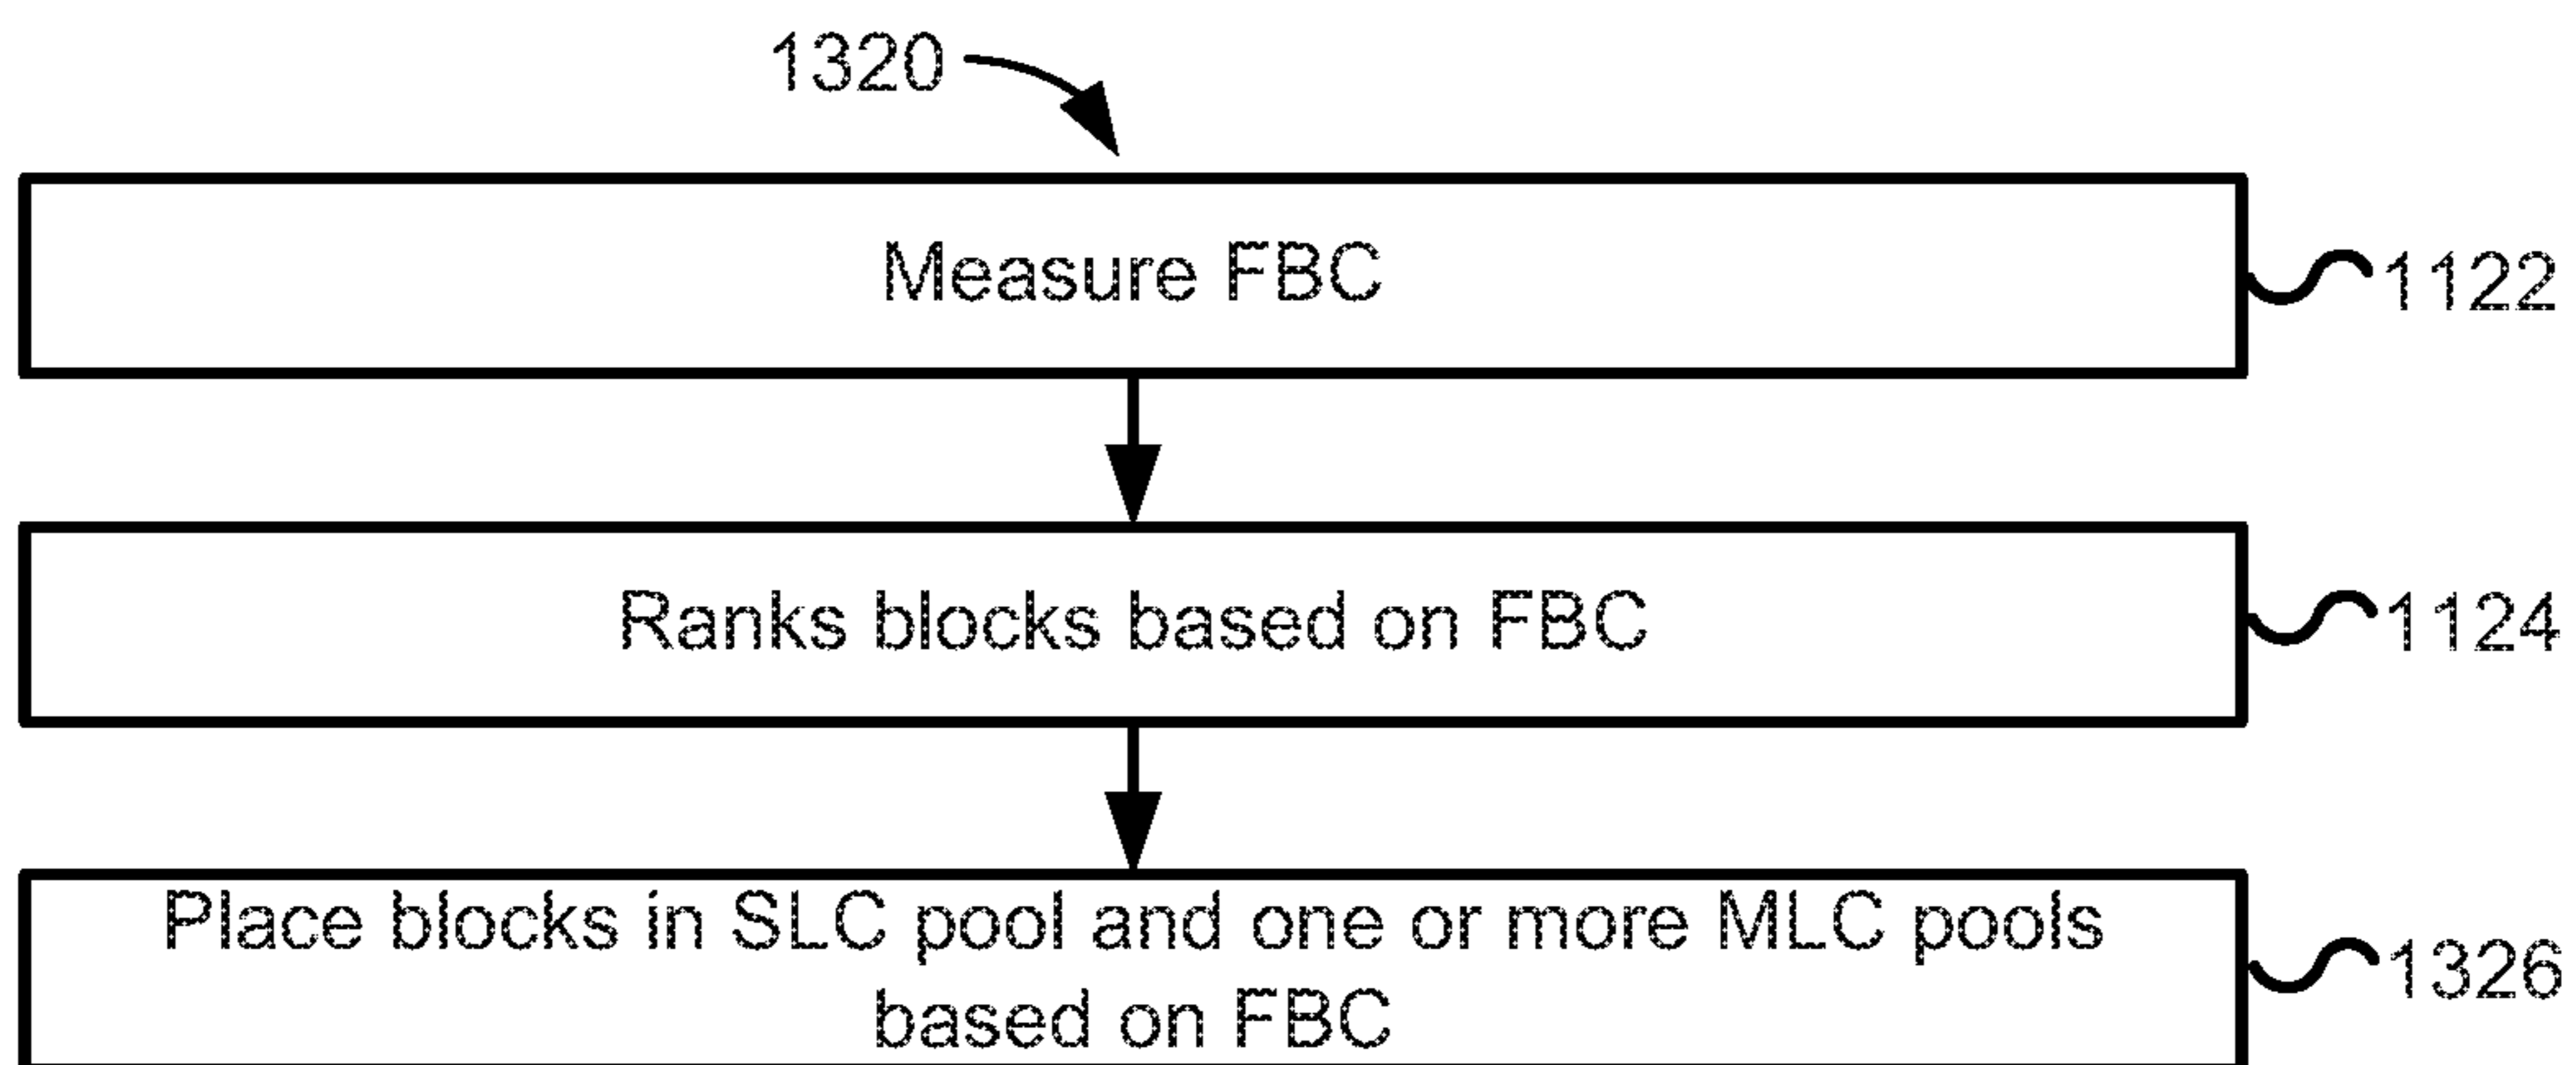 1320
Measure FBC
1122
Ranks blocks based on FBC
1124
Place blocks in SLC pool and one or more MLC pools
based on FBC
1326